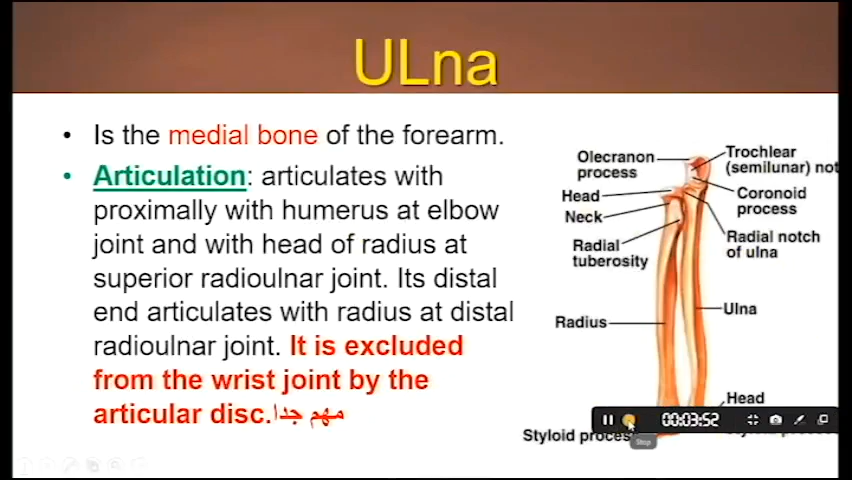 ULna
• Is the medial bone of the forearm.
• Articulation: articulates with
proximally with humerus at elbow
joint and with head of radius at
superior radioulnar joint. Its distal
end articulates with radius at distal
radioulnar joint. It is excluded
from the wrist joint by the
articular disc.مهم جدا
Olecranon
process
Head
Neck
Radial
tuberosity
Radius
Styloid process
Trochlear
(semilunar) not
Coronoid
process
Radial notch
of ulna
Ulna
Head
00:03:52
Stop